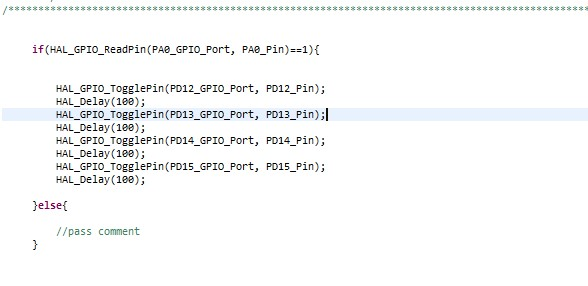 /******************************************************************************
if(HAL_GPIO_ReadPin(PA0_GPIO_Port, PA0_Pin)==1){
HAL_GPIO_TogglePin(PD12_GPIO_Port, PD12_Pin);
HAL_Delay(100);
HAL_GPIO_TogglePin(PD13_GPIO_Port, PD13_Pin);
HAL_Delay(100);
HAL_GPIO_TogglePin(PD14_GPIO_Port, PD14_Pin);
HAL_Delay(100);
HAL_GPIO_TogglePin(PD15_GPIO_Port, PD15_Pin);
HAL_Delay(100);
}else{
//pass comment
}